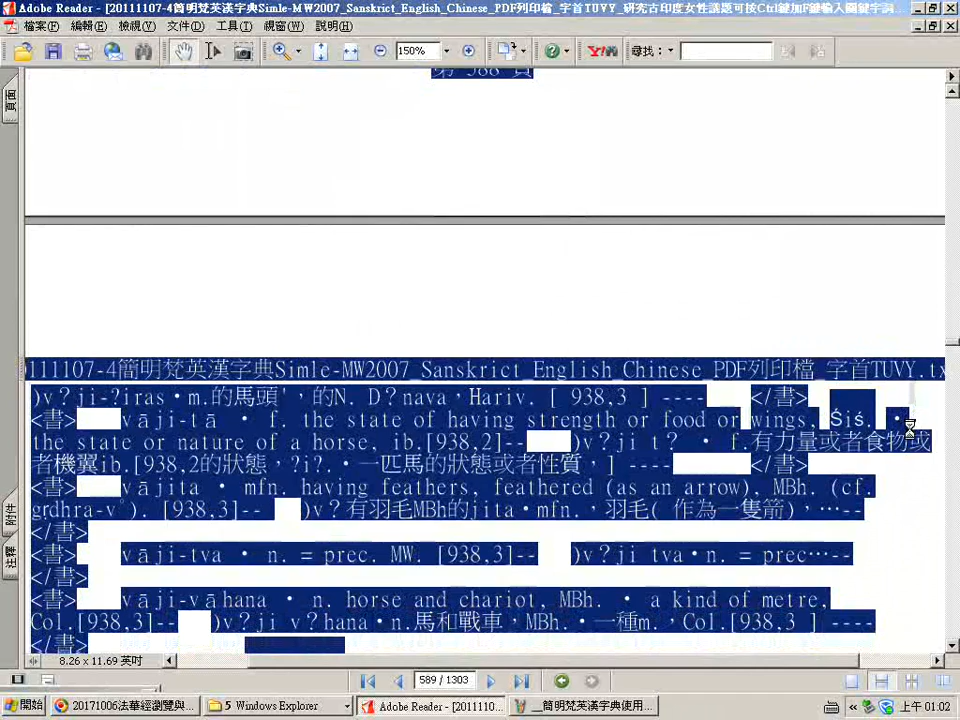 Adobe Reader - [20111107-4簡明梵英漢字典Simle-MW2007_Sanskrict_English_Chinese_PDF列印檔_字首TUVY_研究古印度女性議題可按Ctrl鍵加F鍵輸入關鍵字詞...
檔案(F) 編輯(E) 檢視(V) 文件(D) 工具(T) 視窗(W) 說明(H)
150% Y! 尋找:
頁面
第 588 頁
)111107-4簡明梵英漢字典Simle-MW2007_Sanskrict_English_Chinese_PDF列印檔_字首TUVY.tx
)v?ji-?iras‧m.的馬頭',的N. D?nava, Hariv. [ 938,3 ] ---- </書>
<書> vāji-tā ‧ f. the state of having strength or food or wings, Śiś. ‧
the state or nature of a horse, ib.[938,2]-- )v?ji t? ‧ f.有力量或者食物或
者機翼ib.[938,2的狀態,?i?.‧一匹馬的狀態或者性質,] ---- </書>
<書> vājita ‧ mfn. having feathers, feathered (as an arrow), MBh. (cf.
gṛdhra-v°). [938,3]-- )v?有羽毛MBh的jita‧mfn.,羽毛( 作為一隻箭),…--
</書>
<書> vāji-tva ‧ n. = prec. MW. [938,3]-- )v?ji tva‧n. = prec…--
</書>
<書> vāji-vāhana ‧ n. horse and chariot, MBh. ‧ a kind of metre,
Col.[938,3]-- )v?ji v?hana‧n.馬和戰車,MBh.‧一種m.,Col.[938,3 ] ----
</書>
附件
注釋
8.26 x 11.69 英吋
589 / 1303
開始 20171006法華經瀏覽與... 5 Windows Explorer Adobe Reader - [2011110... __簡明梵英字典使用... 上午 01:02